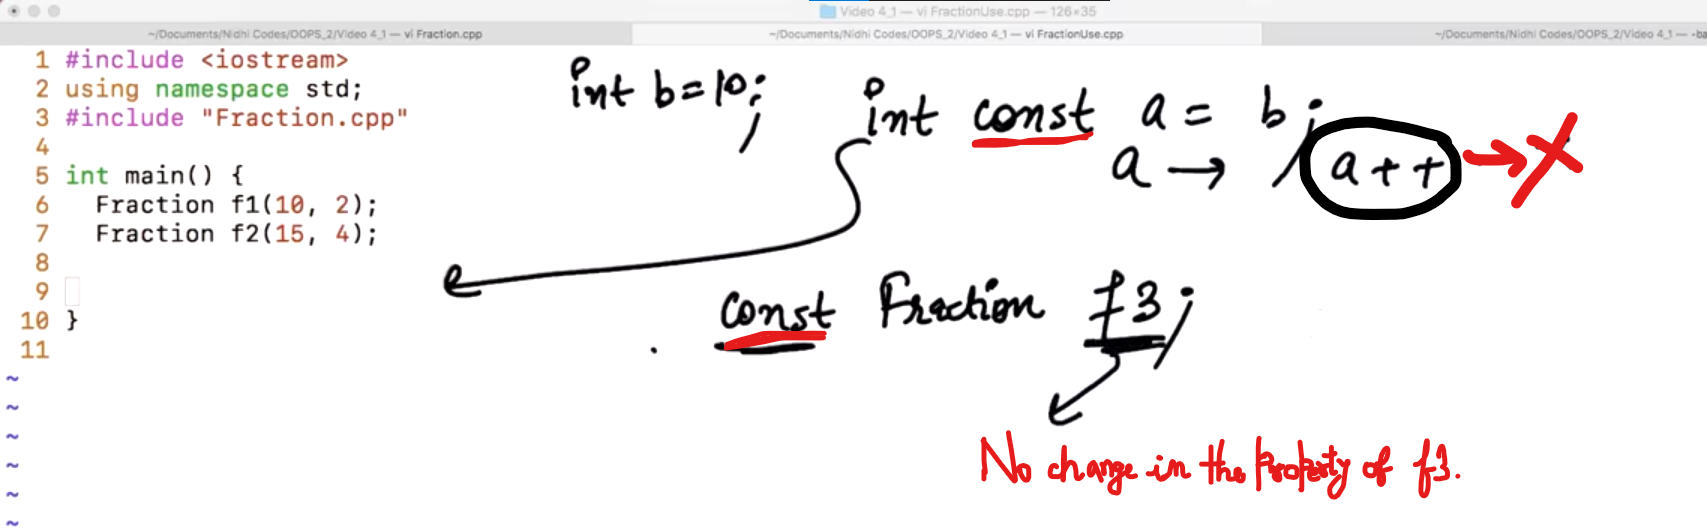 Video 4_1 — vi FractionUse.cpp — 126×35
~/Documents/Nidhi Codes/OOPS_2/Video 4_1 — vi Fraction.cpp
~/Documents/Nidhi Codes/OOPS_2/Video 4_1 — vi FractionUse.cpp
~/Documents/Nidhi Codes/OOPS_2/Video 4_1 — -ba
1 #include <iostream>
2 using namespace std;
3 #include "Fraction.cpp"
4
5 int main() {
6 Fraction f1(10, 2);
7 Fraction f2(15, 4);
8
9
10 }
11
~
~
~
~
~
~
int b=10;
int const a = b;
a → a++ → X
const Fraction f3;
No change in the Property of f3.